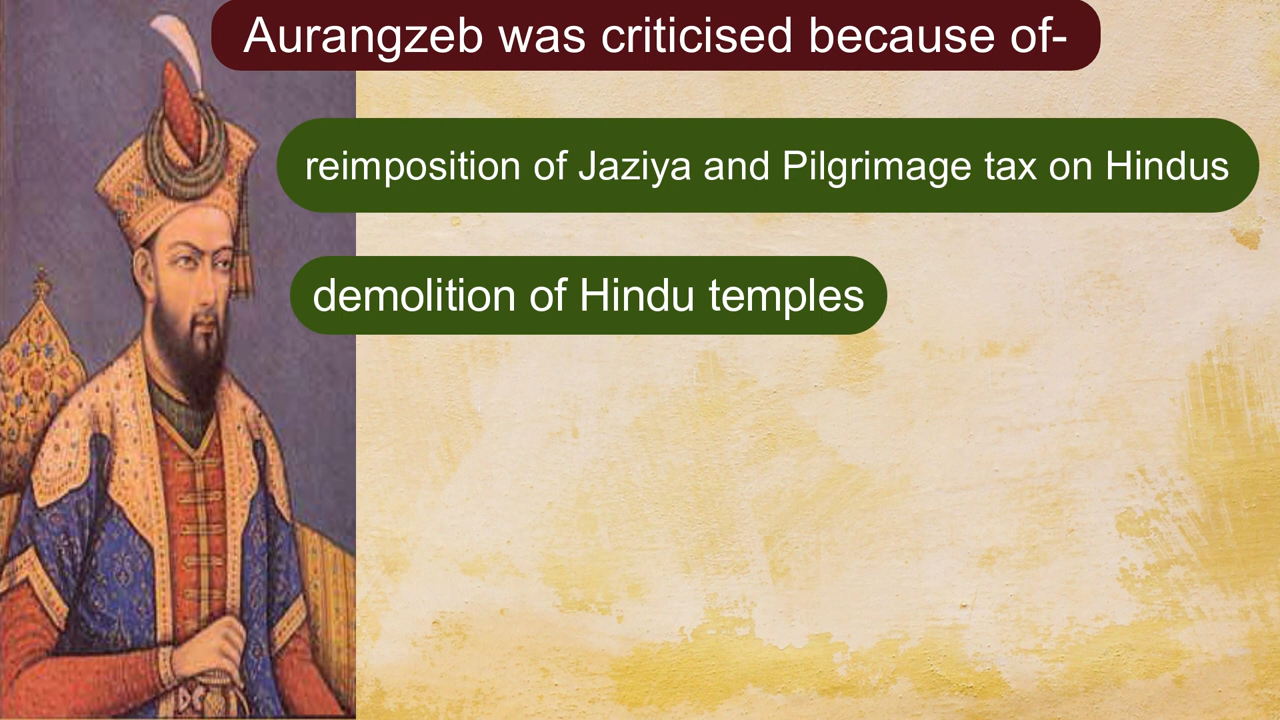 Aurangzeb was criticised because of-
reimposition of Jaziya and Pilgrimage tax on Hindus
demolition of Hindu temples